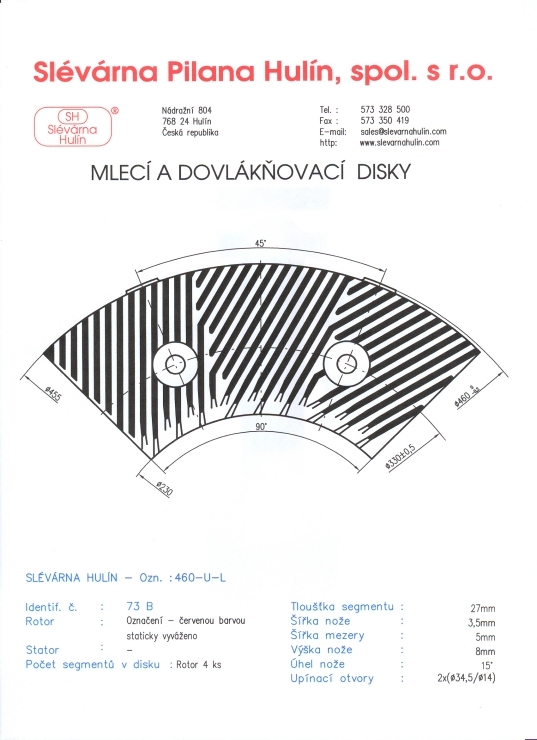 Slévárna Pilana Hulín, spol. s r.o.
SH
Slévárna
Hulín
®
Nádražní 804
768 24 Hulín
Česká republika
Tel. : 573 328 500
Fax : 573 350 419
E-mail: sales@slevarnahulin.com
http: www.slevarnahulin.com
MLECÍ A DOVLÁKŇOVACÍ DISKY
45°
ø455
ø460
90°
ø330±0,5
ø230
SLÉVÁRNA HULÍN - Ozn. : 460-U-L
Identif. č. : 73 B
Rotor : Označení - červenou barvou
staticky vyváženo
Stator : -
Počet segmentů v disku : Rotor 4 ks
Tloušťka segmentu : 27mm
Šířka nože : 3,5mm
Šířka mezery : 5mm
Výška nože : 8mm
Úhel nože : 15°
Upínací otvory : 2x(ø34,5/ø14)